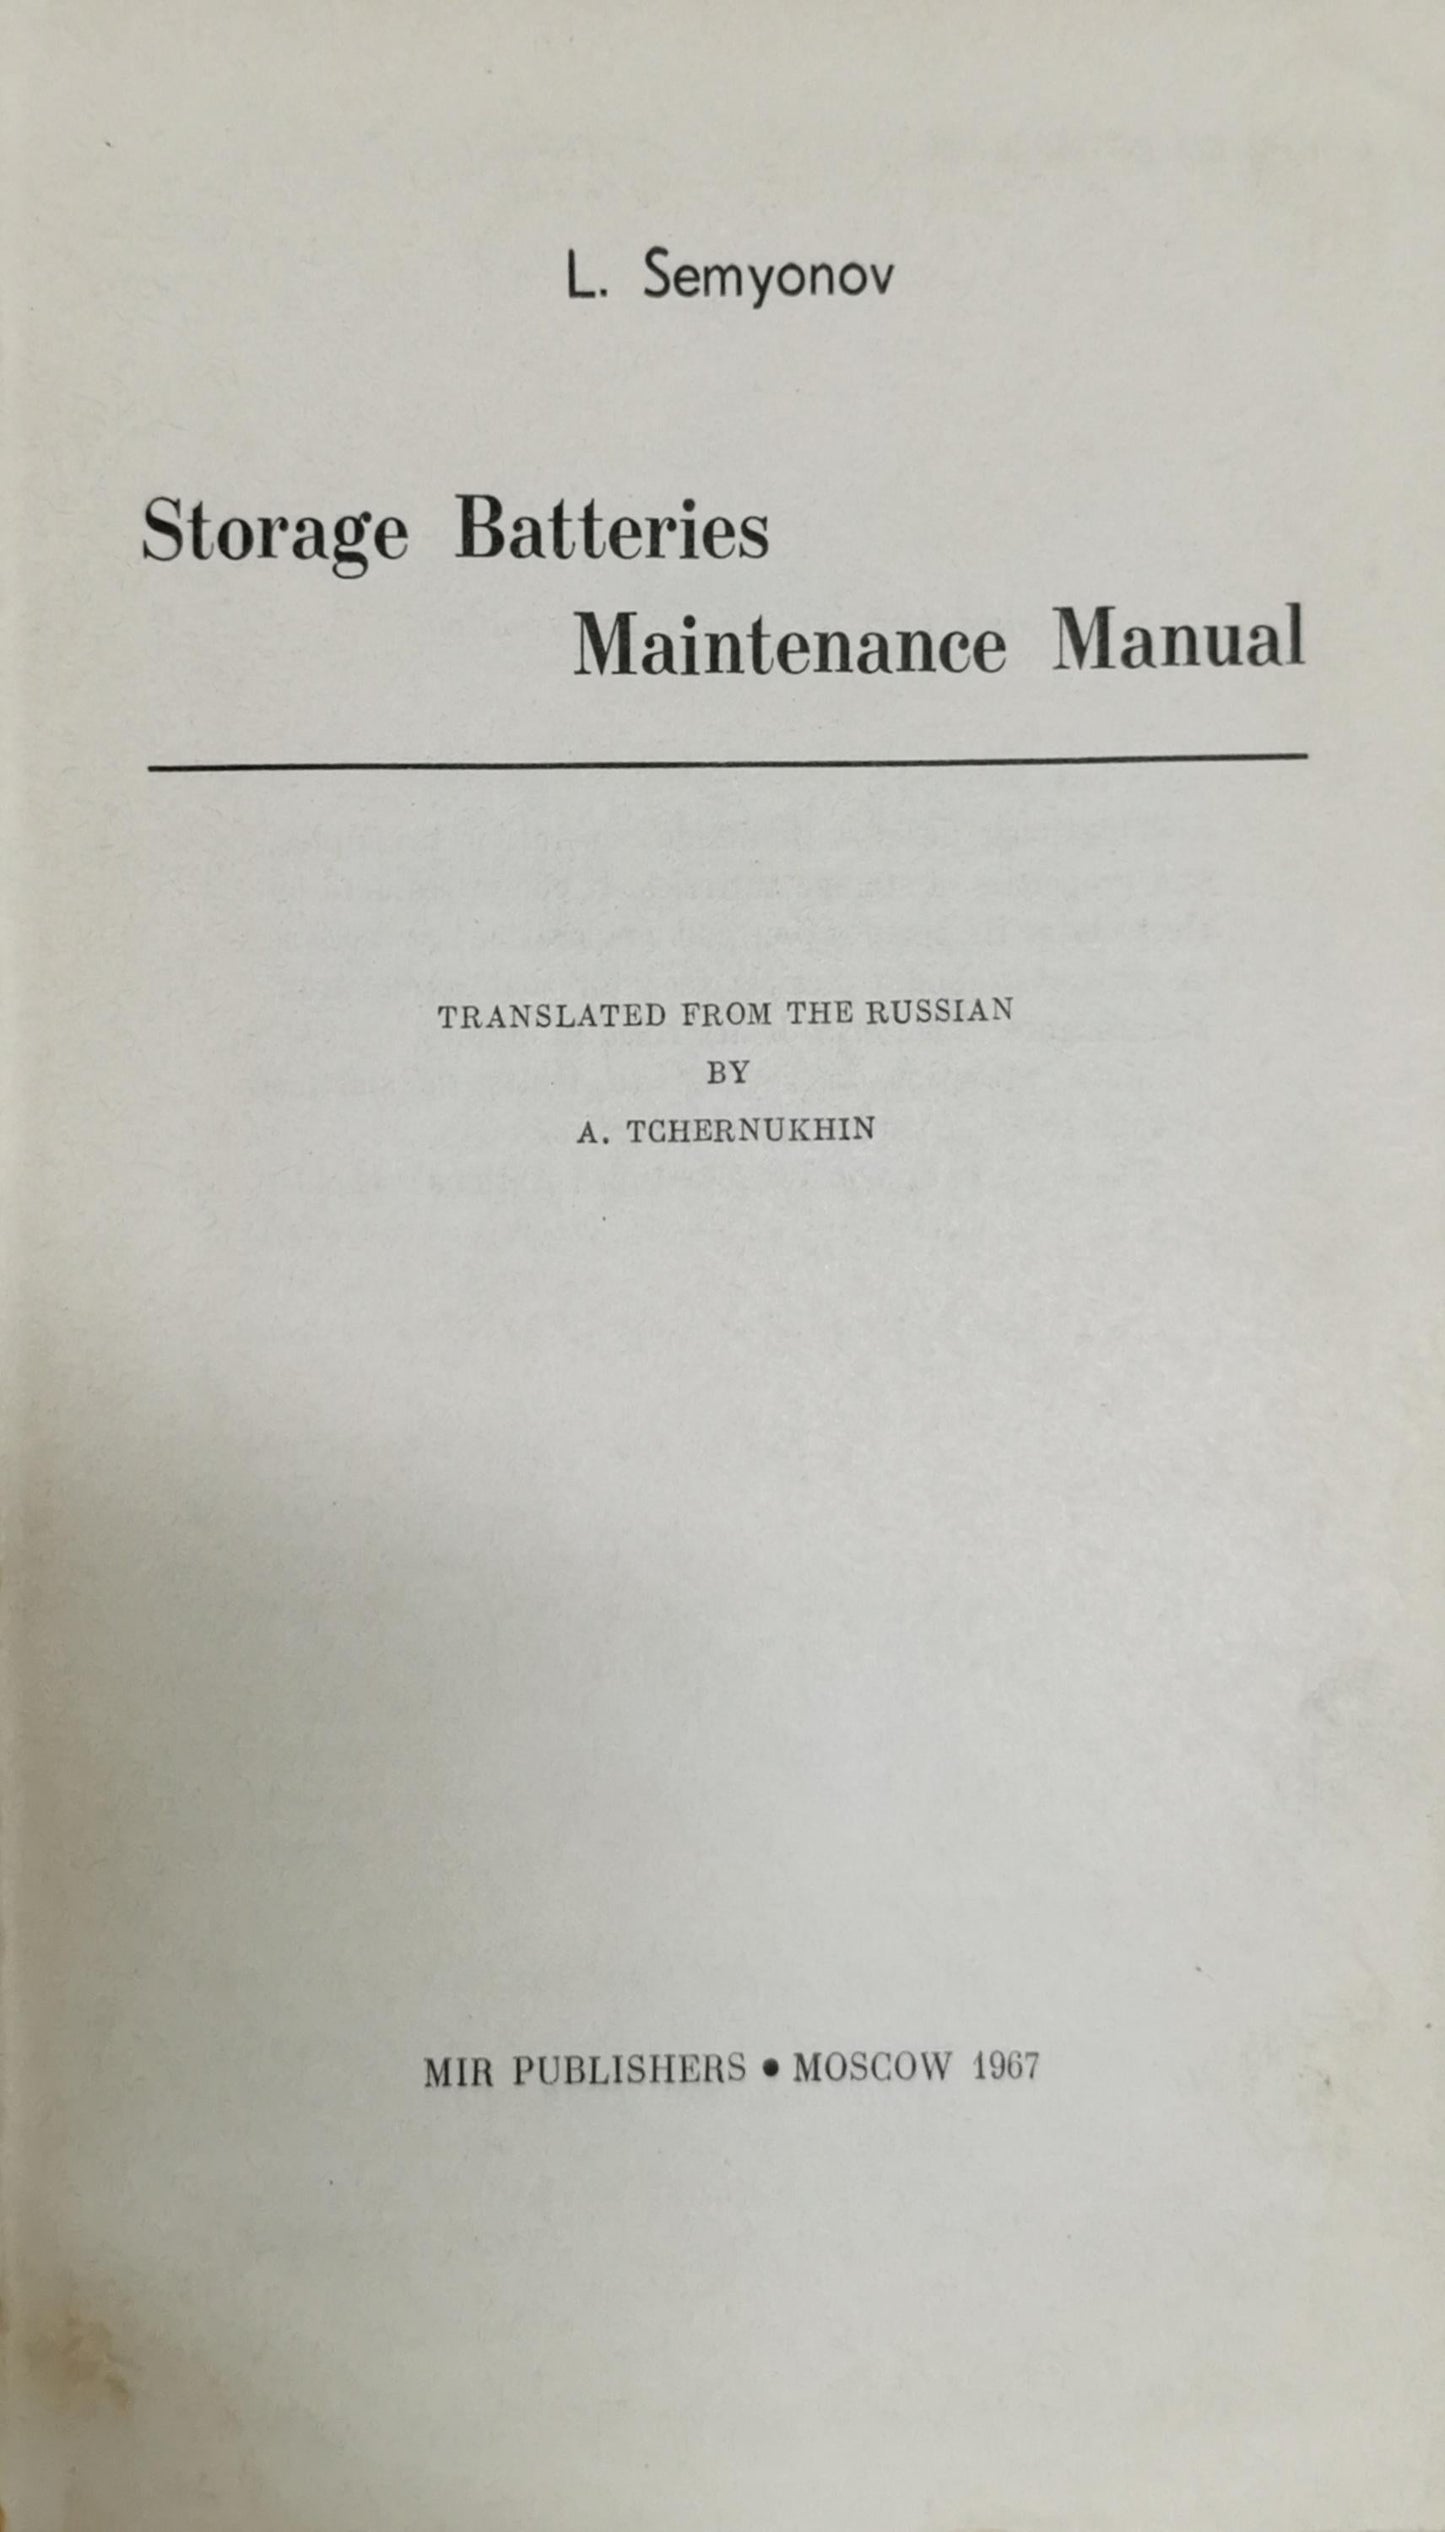 L. Semyonov
Storage Batteries
Maintenance Manual
TRANSLATED FROM THE RUSSIAN
BY
A. TCHERNUKHIN
MIR PUBLISHERS ● MOSCOW 1967